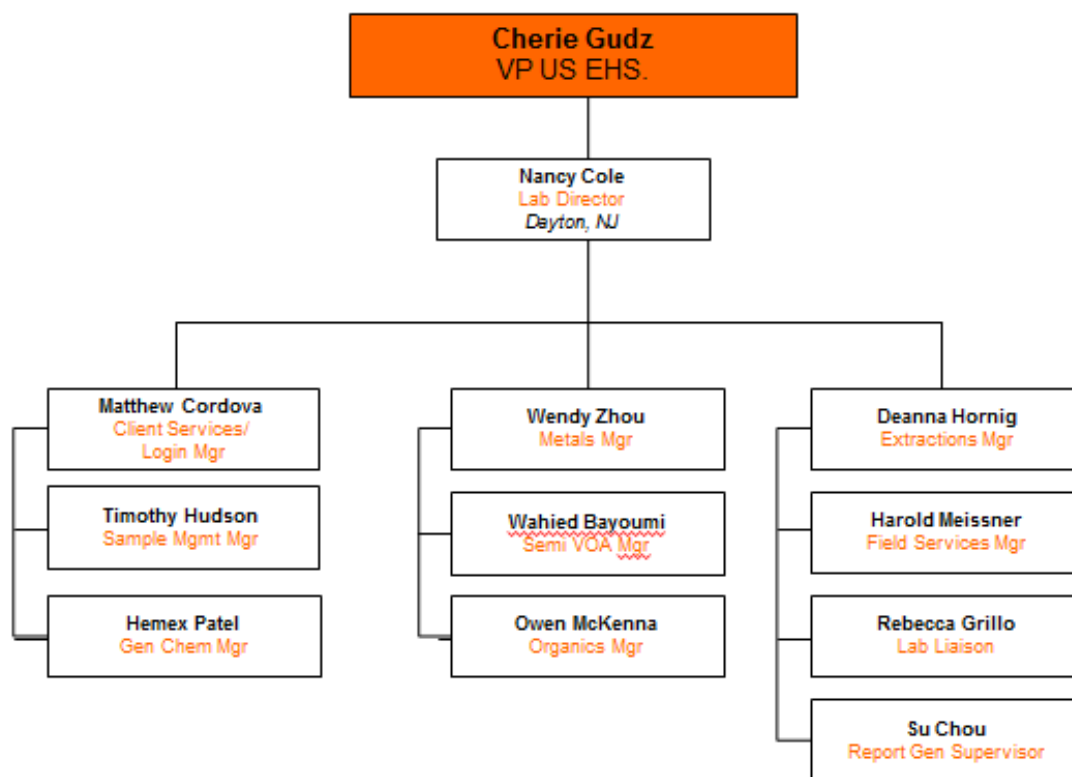 Cherie Gudz
VP US EHS.
Nancy Cole
Lab Director
Dayton, NJ
Matthew Cordova
Client Services/
Login Mgr
Timothy Hudson
Sample Mgmt Mgr
Hemex Patel
Gen Chem Mgr
Wendy Zhou
Metals Mgr
Wahied Bayoumi
Semi VOA Mgr
Owen McKenna
Organics Mgr
Deanna Hornig
Extractions Mgr
Harold Meissner
Field Services Mgr
Rebecca Grillo
Lab Liaison
Su Chou
Report Gen Supervisor